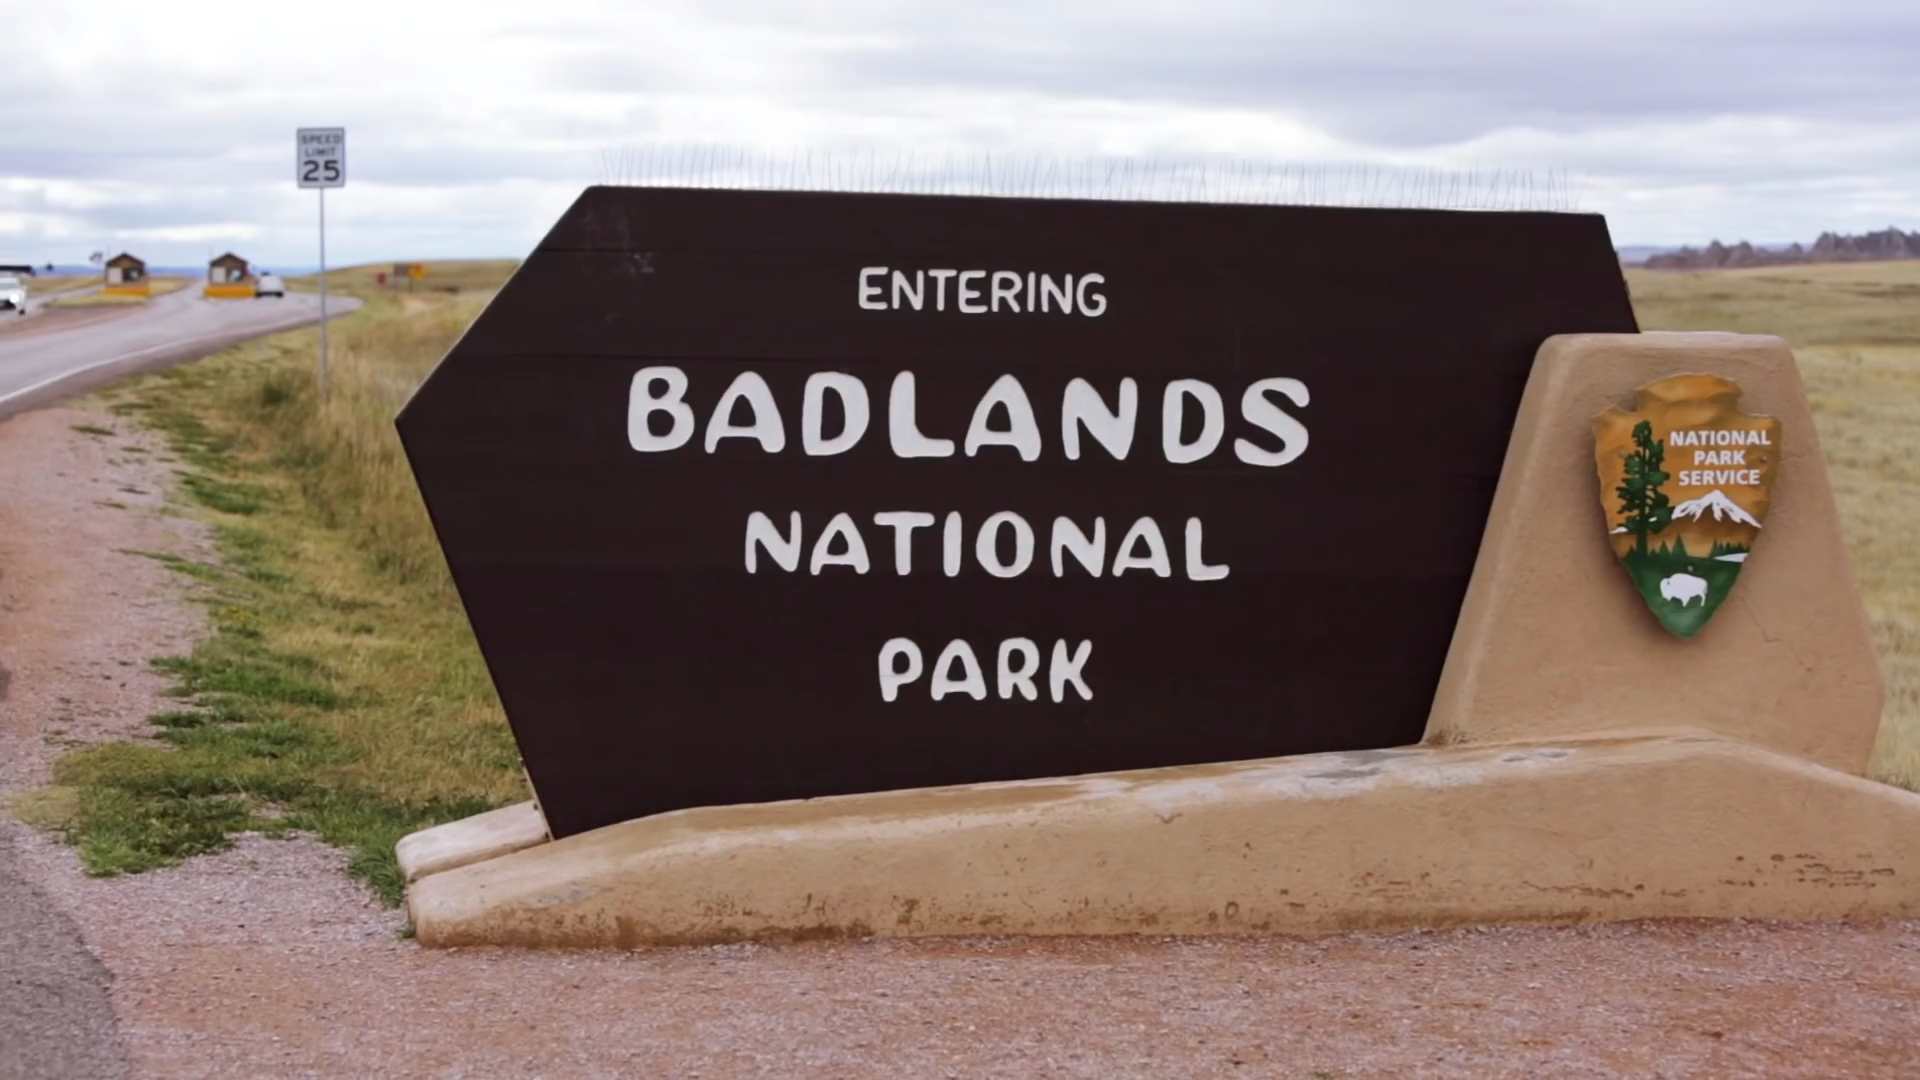 SPEED
LIMIT
25
ENTERING
BADLANDS
NATIONAL
PARK
NATIONAL
PARK
SERVICE